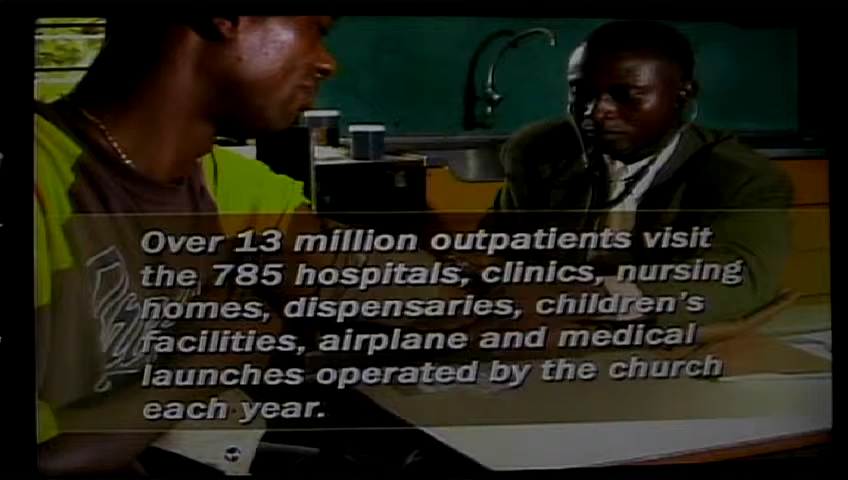 Over 13 million outpatients visit
the 785 hospitals, clinics, nursing
homes, dispensaries, children's
facilities, airplane and medical
launches operated by the church
each year.